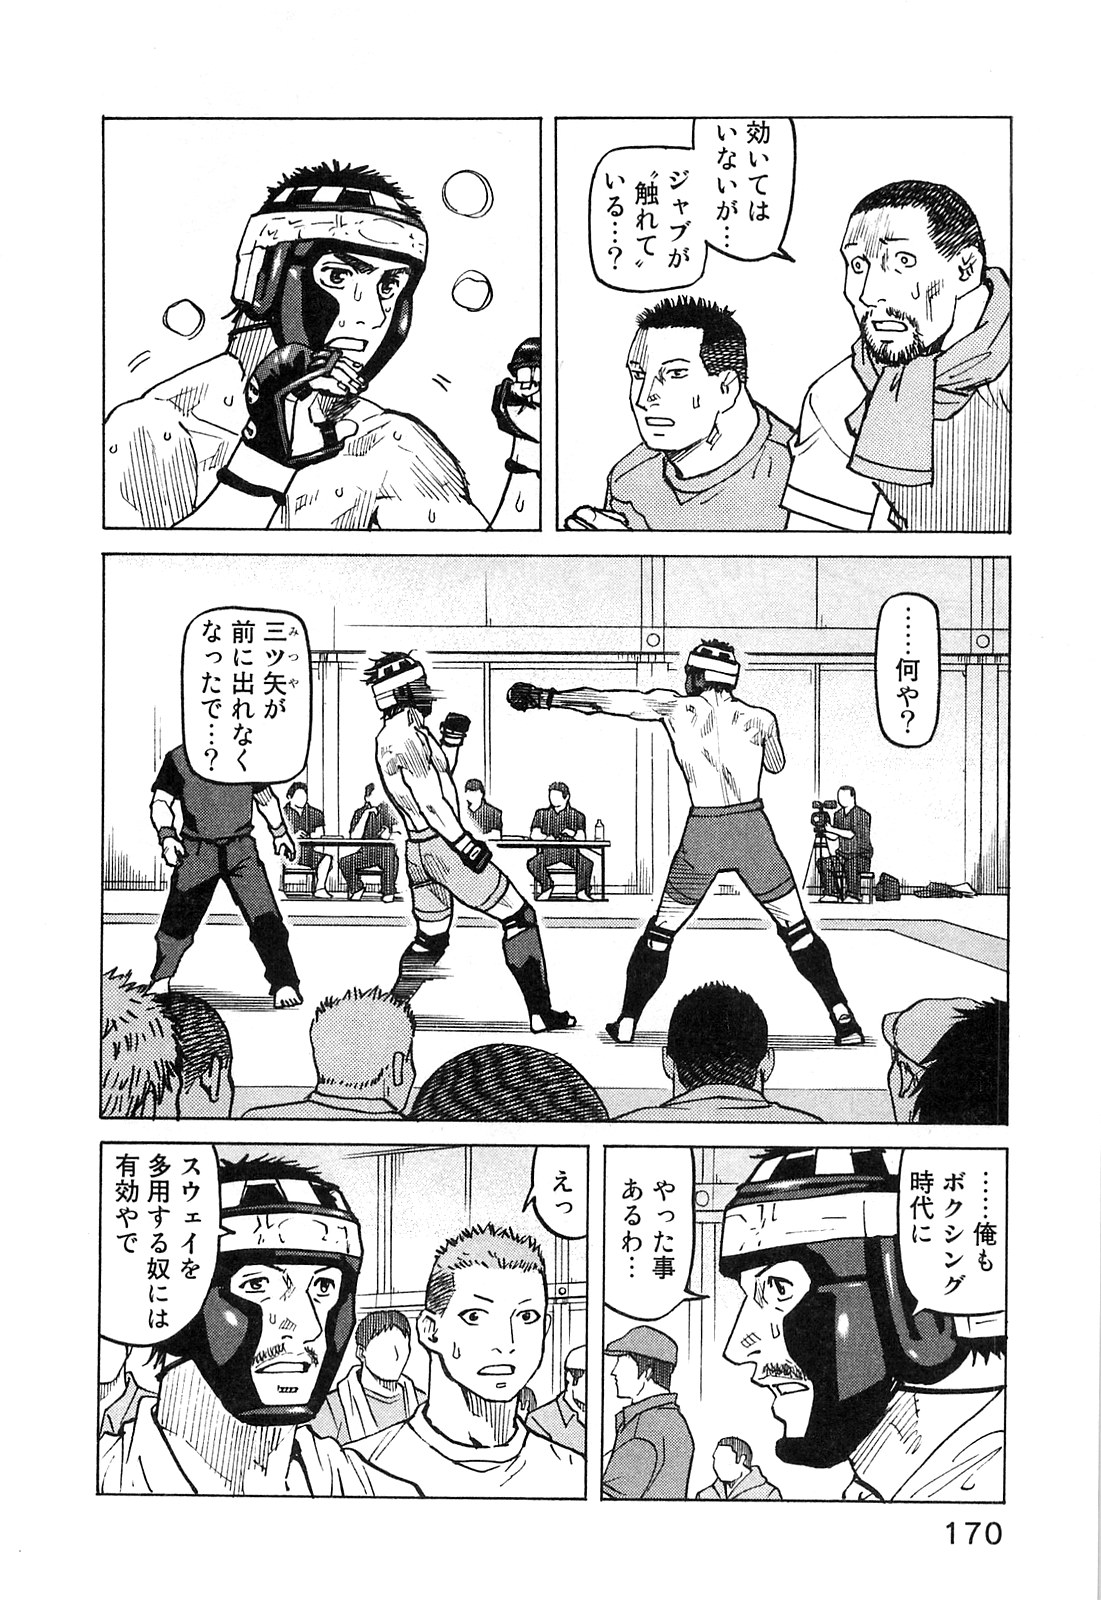 効いては
いないが…
ジャブが
〝触れて〟
いる…？
……何や？
三ツ矢が
みつや
前に出れなく
なったで…？
……俺も
ボクシング
時代に
やった事
あるわ…
えっ
スウェイを
多用する奴には
有効やで
170